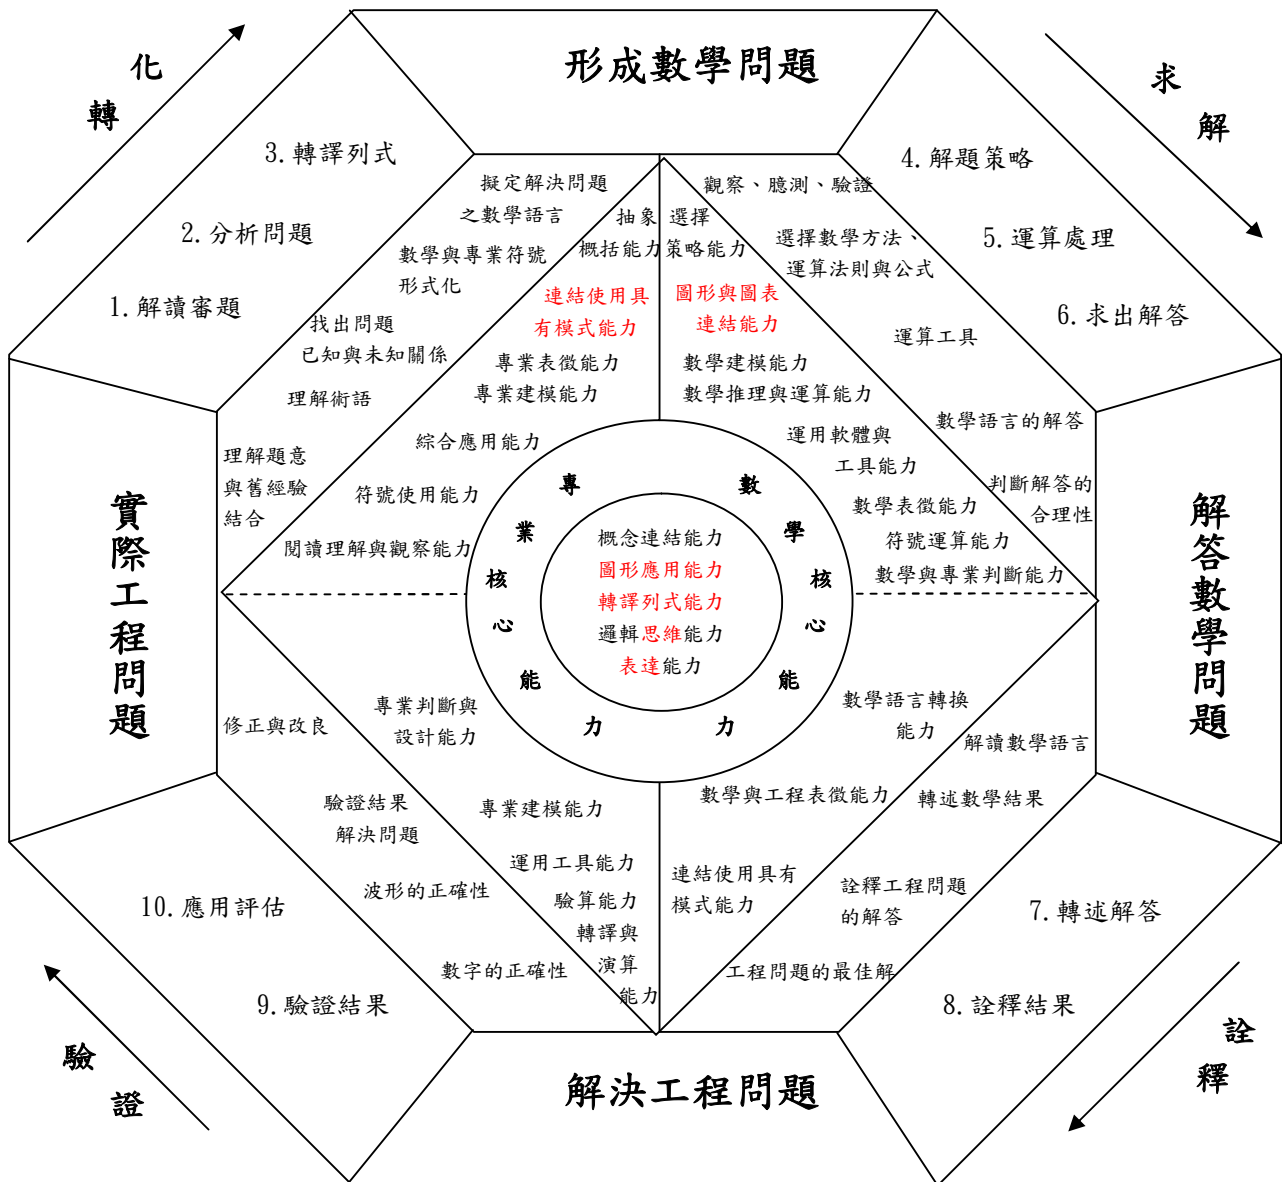 形成數學問題
轉化
求解
3.轉譯列式
2.分析問題
1.解讀審題
4.解題策略
5.運算處理
6.求出解答
擬定解決問題
之數學語言
數學與專業符號
形式化
找出問題
已知與未知關係
理解術語
理解題意
與舊經驗
結合
抽象
概括能力
連結使用具
有模式能力
專業表徵能力
專業建模能力
綜合應用能力
符號使用能力
閱讀理解與觀察能力
選擇
策略能力
圖形與圖表
連結能力
數學建模能力
數學推理與運算能力
運用軟體與
工具能力
數學表徵能力
符號運算能力
數學與專業判斷能力
觀察、臆測、驗證
選擇數學方法、
運算法則與公式
運算工具
數學語言的解答
判斷解答的
合理性
實際工程問題
解答數學問題
專業核心能力
數學核心能力
概念連結能力
圖形應用能力
轉譯列式能力
邏輯思維能力
表達能力
修正與改良
驗證結果
解決問題
波形的正確性
數字的正確性
專業判斷與
設計能力
專業建模能力
運用工具能力
驗算能力
轉譯與
演算
能力
數學語言轉換
能力
數學與工程表徵能力
連結使用具有
模式能力
解讀數學語言
轉述數學結果
詮釋工程問題
的解答
工程問題的最佳解
10.應用評估
9.驗證結果
7.轉述解答
8.詮釋結果
驗證
詮釋
解決工程問題